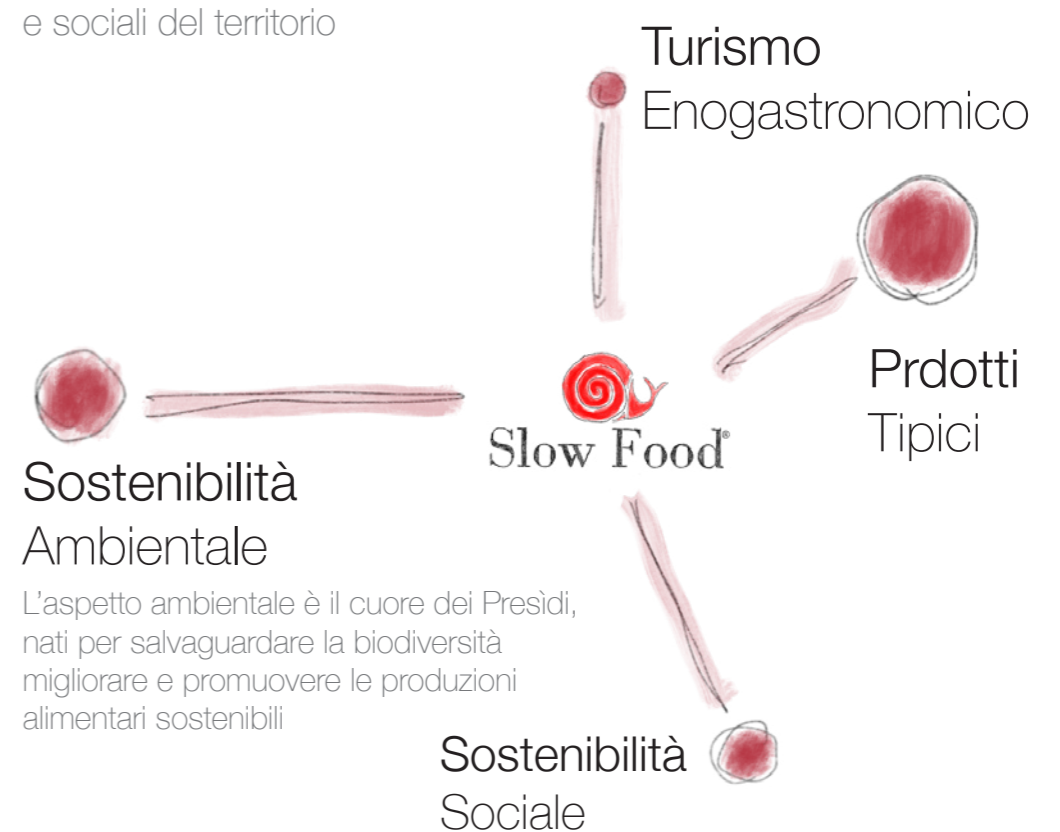 e sociali del territorio
Turismo
Enogastronomico
Prdotti
Tipici
Slow Food®
Sostenibilità
Ambientale
L'aspetto ambientale è il cuore dei Presìdi,
nati per salvaguardare la biodiversità
migliorare e promuovere le produzioni
alimentari sostenibili
Sostenibilità
Sociale